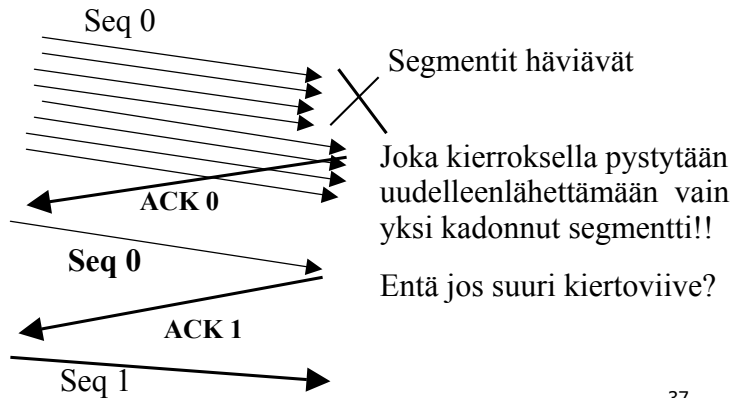 Seq 0
Segmentit häviävät
Joka kierroksella pystytään
uudelleenlähettämään vain
yksi kadonnut segmentti!!
ACK 0
Seq 0
Entä jos suuri kiertoviive?
ACK 1
Seq 1
37